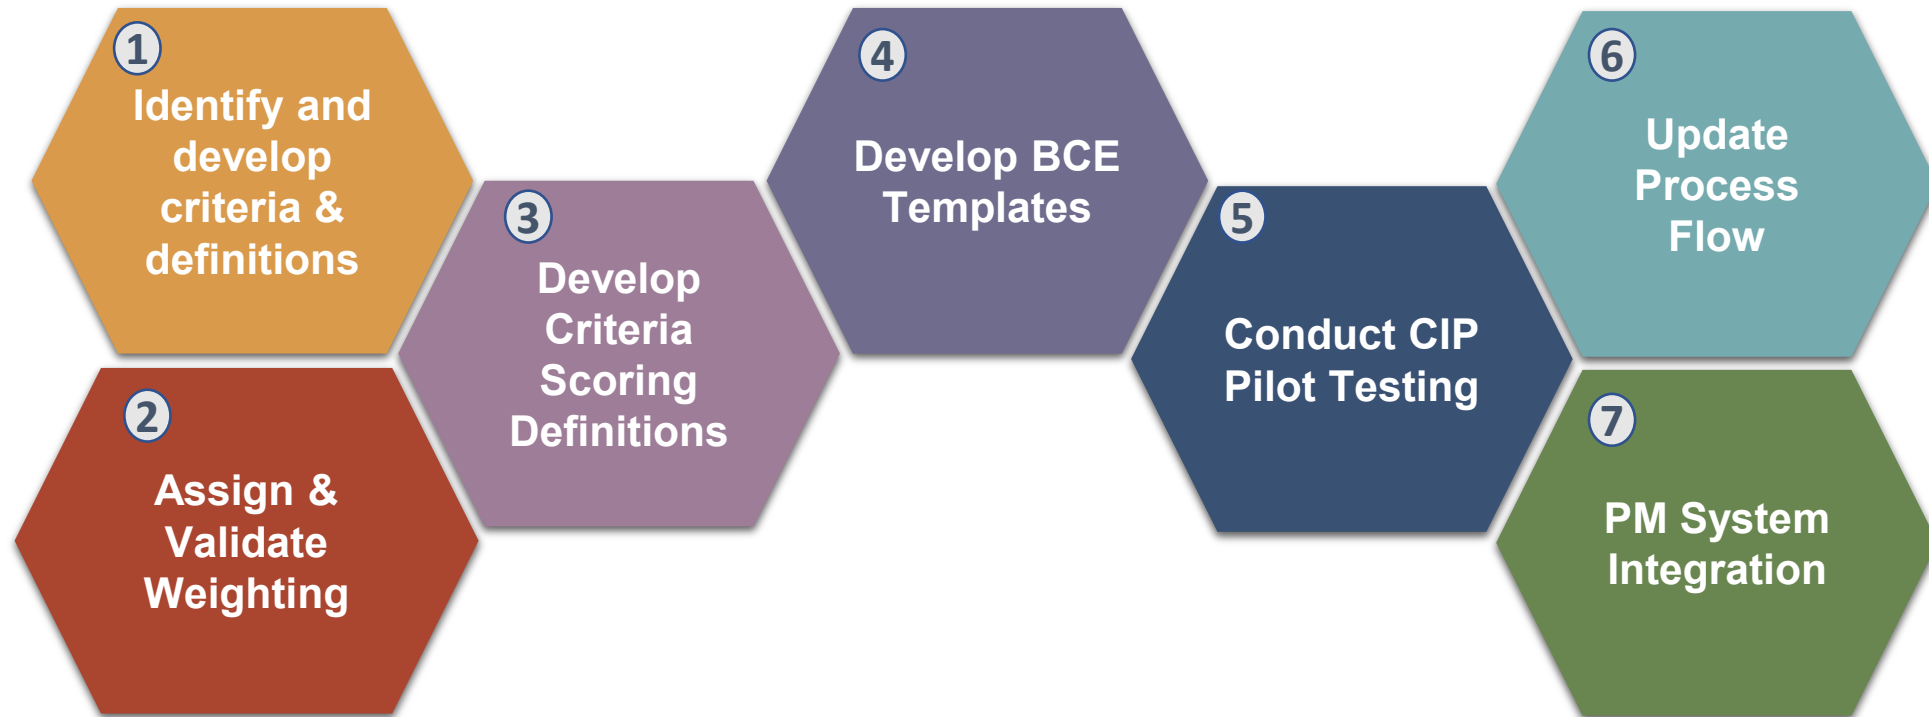 1
Identify and
develop
criteria &
definitions
2
Assign &
Validate
Weighting
3
Develop
Criteria
Scoring
Definitions
4
Develop BCE
Templates
5
Conduct CIP
Pilot Testing
6
Update
Process
Flow
7
PM System
Integration